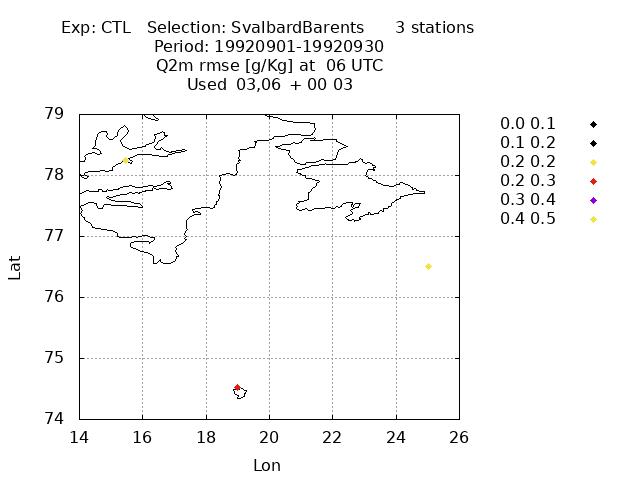 Exp: CTL   Selection: SvalbardBarents      3 stations
Period: 19920901-19920930
Q2m rmse [g/Kg] at  06 UTC
Used  03,06  + 00 03
0.0 0.1
0.1 0.2
0.2 0.2
0.2 0.3
0.3 0.4
0.4 0.5
79
78
77
76
75
74
Lat
14 16 18 20 22 24 26
Lon